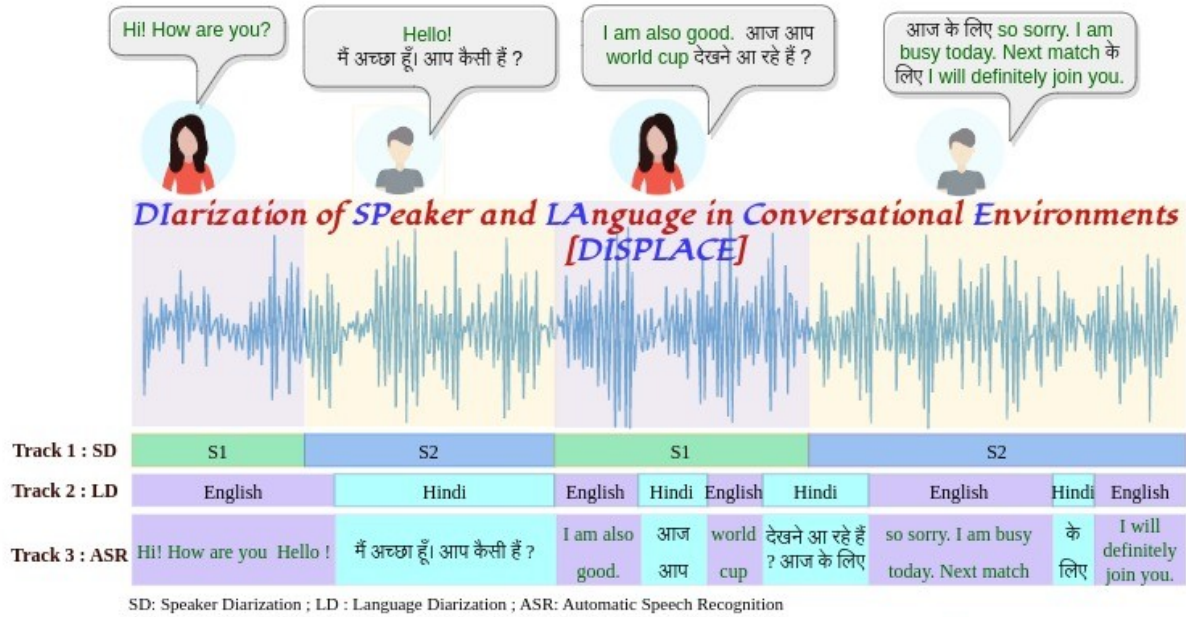 Hi! How are you?
Hello!
मैं अच्छा हूँ। आप कैसी हैं ?
I am also good. आज आप
world cup देखने आ रहे हैं ?
आज के लिए so sorry. I am
busy today. Next match के
लिए I will definitely join you.
DIarization of SPeaker and LAnguage in Conversational Environments
[DISPLACE]
Track 1 : SD
S1
S2
S1
S2
Track 2 : LD
English
Hindi
English
Hindi
English
Hindi
English
Hindi
English
Track 3 : ASR
Hi! How are you Hello !
मैं अच्छा हूँ। आप कैसी हैं ?
I am also
good.
आज
आप
world
cup
देखने आ रहे हैं
? आज के लिए
so sorry. I am busy
today. Next match
के
लिए
I will
definitely
join you.
SD: Speaker Diarization ; LD : Language Diarization ; ASR: Automatic Speech Recognition